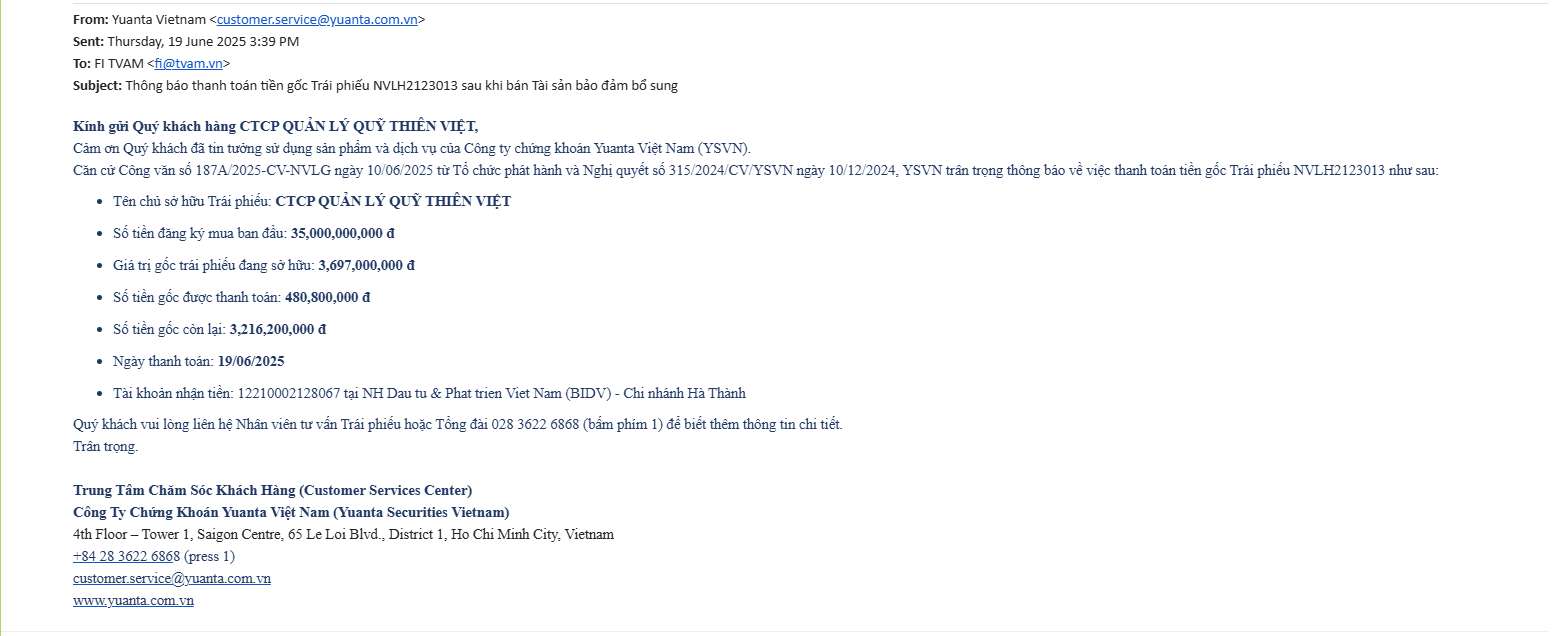 From: Yuanta Vietnam <customer.service@yuanta.com.vn>
Sent: Thursday, 19 June 2025 3:39 PM
To: FI TVAM <fi@tvam.vn>
Subject: Thông báo thanh toán tiền gốc Trái phiếu NVLH2123013 sau khi bán Tài sản bảo đảm bổ sung
Kính gửi Quý khách hàng CTCP QUẢN LÝ QUỸ THIÊN VIỆT,
Cảm ơn Quý khách đã tin tưởng sử dụng sản phẩm và dịch vụ của Công ty chứng khoán Yuanta Việt Nam (YSVN).
Căn cứ Công văn số 187A/2025-CV-NVLG ngày 10/06/2025 từ Tổ chức phát hành và Nghị quyết số 315/2024/CV/YSVN ngày 10/12/2024, YSVN trân trọng thông báo về việc thanh toán tiền gốc Trái phiếu NVLH2123013 như sau:
• Tên chủ sở hữu Trái phiếu: CTCP QUẢN LÝ QUỸ THIÊN VIỆT
• Số tiền đăng ký mua ban đầu: 35,000,000,000 đ
• Giá trị gốc trái phiếu đang sở hữu: 3,697,000,000 đ
• Số tiền gốc được thanh toán: 480,800,000 đ
• Số tiền gốc còn lại: 3,216,200,000 đ
• Ngày thanh toán: 19/06/2025
• Tài khoản nhận tiền: 12210002128067 tại NH Dau tu & Phat trien Viet Nam (BIDV) - Chi nhánh Hà Thành
Quý khách vui lòng liên hệ Nhân viên tư vấn Trái phiếu hoặc Tổng đài 028 3622 6868 (bấm phím 1) để biết thêm thông tin chi tiết.
Trân trọng.
Trung Tâm Chăm Sóc Khách Hàng (Customer Services Center)
Công Ty Chứng Khoán Yuanta Việt Nam (Yuanta Securities Vietnam)
4th Floor – Tower 1, Saigon Centre, 65 Le Loi Blvd., District 1, Ho Chi Minh City, Vietnam
+84 28 3622 6868 (press 1)
customer.service@yuanta.com.vn
www.yuanta.com.vn